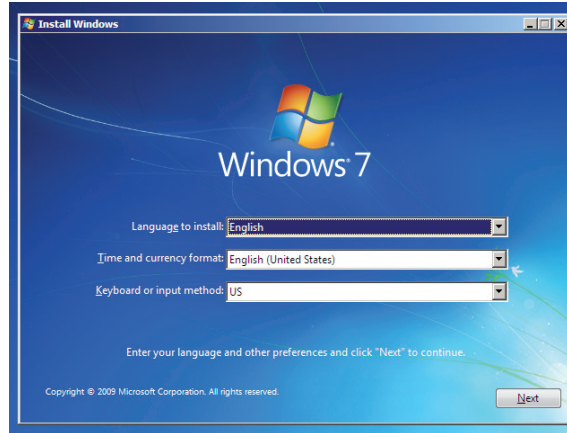 Install Windows
Windows 7
Language to install: English
Time and currency format: English (United States)
Keyboard or input method: US
Enter your language and other preferences and click "Next" to continue.
Copyright © 2009 Microsoft Corporation. All rights reserved.
Next